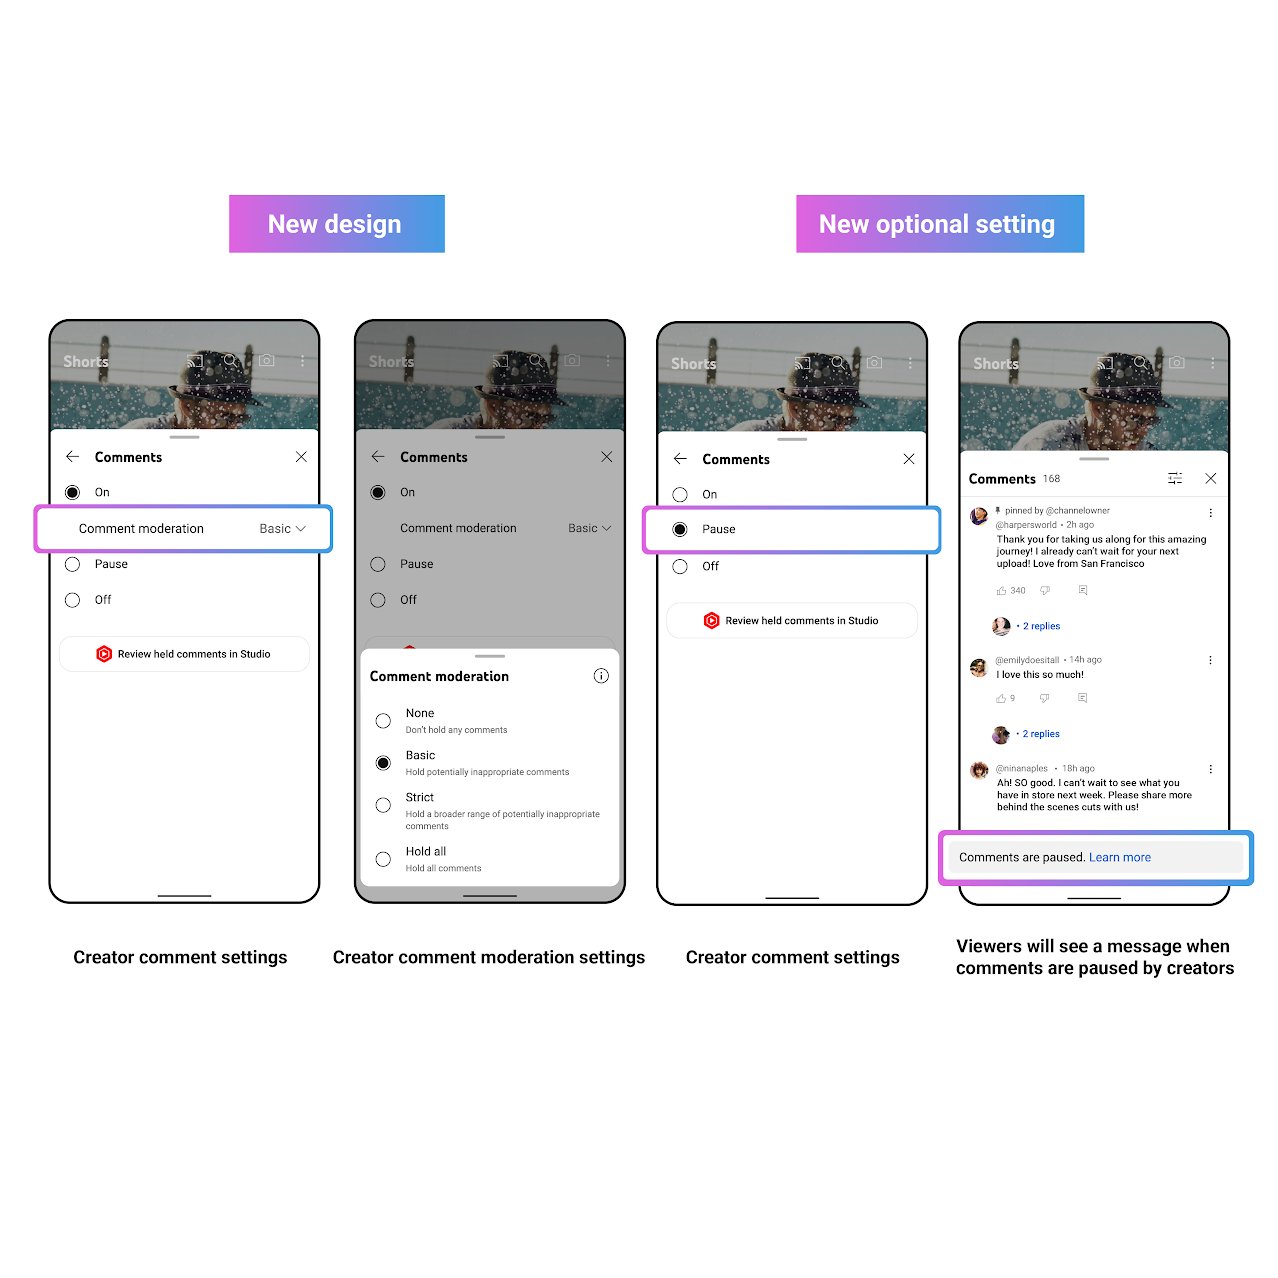 New design
New optional setting
Shorts
Comments
On
Comment moderation Basic
Pause
Off
Review held comments in Studio
Creator comment settings
Shorts
Comments
On
Comment moderation Basic
Pause
Off
Comment moderation
None
Don't hold any comments
Basic
Hold potentially inappropriate comments
Strict
Hold a broader range of potentially inappropriate
comments
Hold all
Hold all comments
Creator comment moderation settings
Shorts
Comments
On
Pause
Off
Review held comments in Studio
Creator comment settings
Shorts
Comments 168
pinned by @channelowner
@harpersworld • 2h ago
Thank you for taking us along for this amazing
journey! I already can't wait for your next
upload! Love from San Francisco
340
• 2 replies
@emilydoesitall • 14h ago
I love this so much!
9
• 2 replies
@ninanaples • 18h ago
Ah! SO good. I can't wait to see what you
have in store next week. Please share more
behind the scenes cuts with us!
Comments are paused. Learn more
Viewers will see a message when
comments are paused by creators